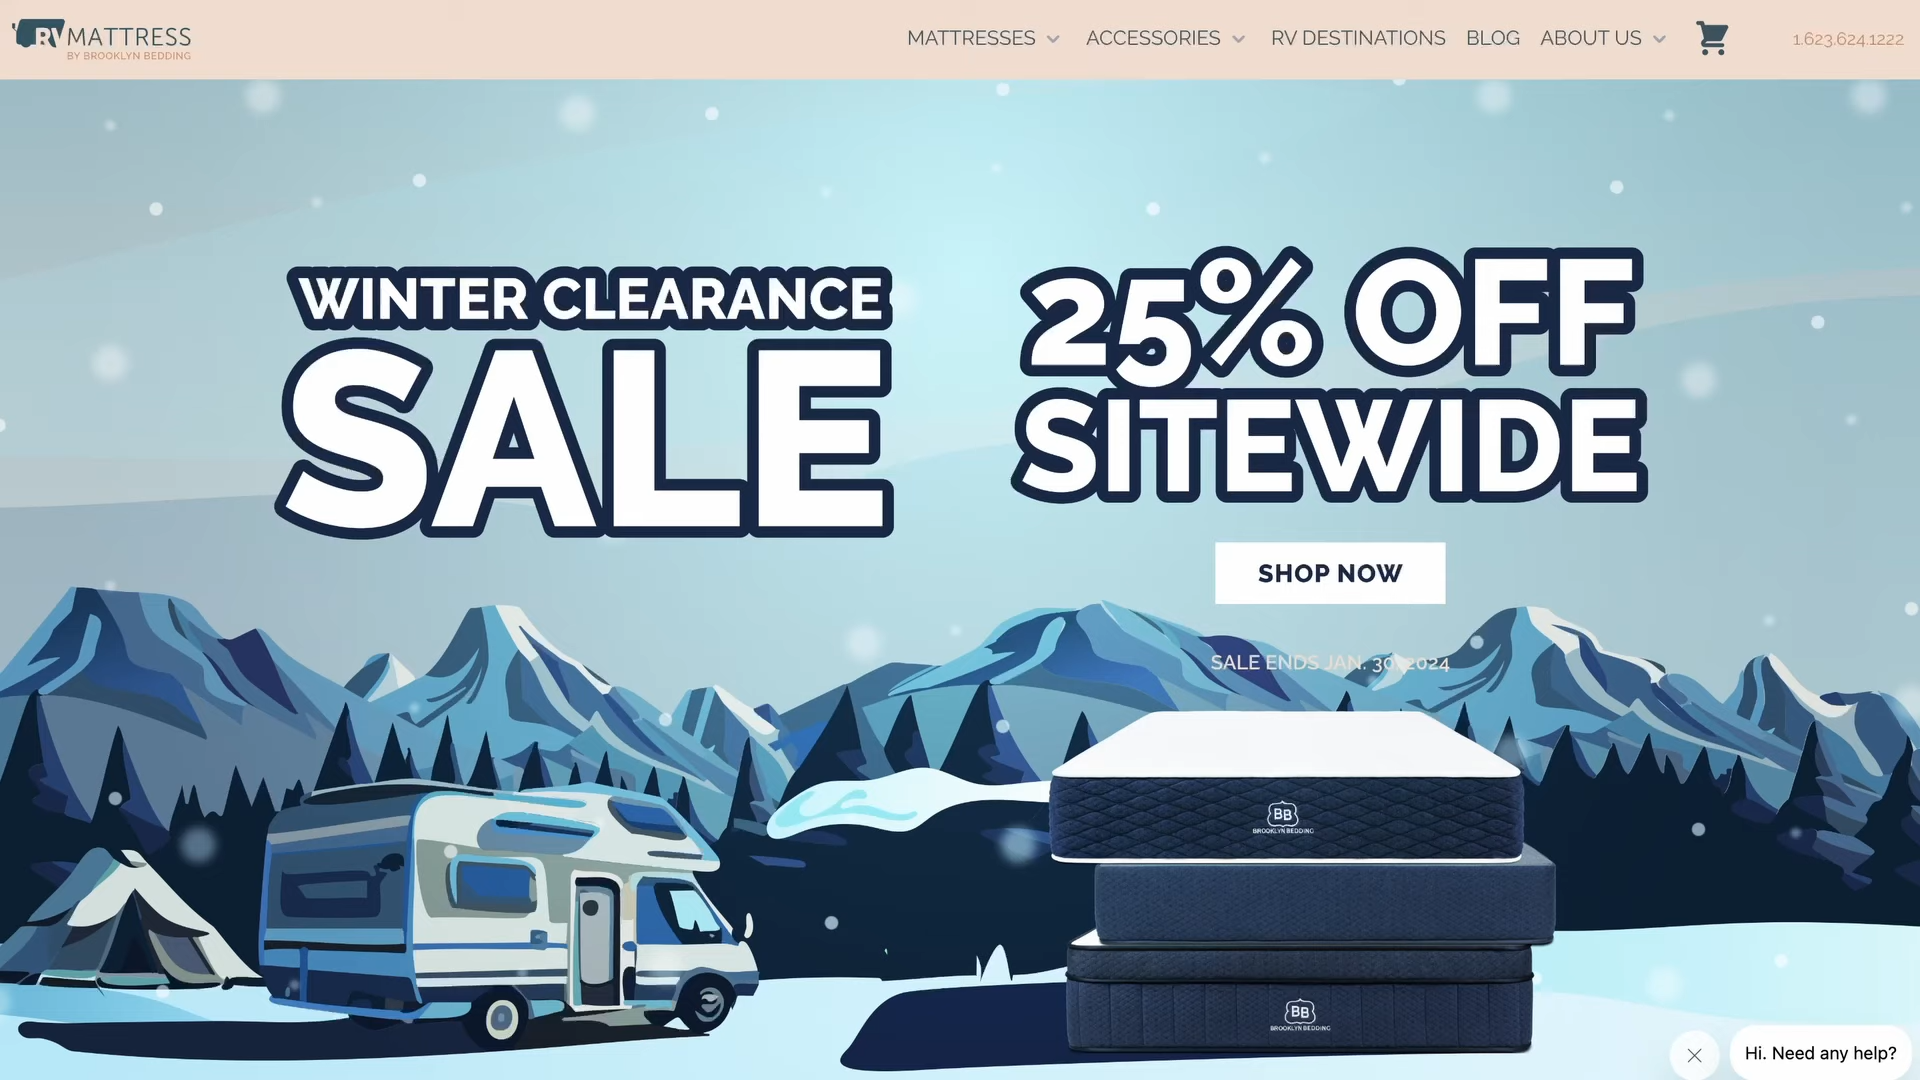 RV MATTRESS
BY BROOKLYN BEDDING
MATTRESSES
ACCESSORIES
RV DESTINATIONS
BLOG
ABOUT US
1.623.624.1222
WINTER CLEARANCE
SALE
25% OFF
SITEWIDE
SHOP NOW
SALE ENDS JAN. 30, 2024
BB
BROOKLYN BEDDING
BB
BROOKLYN BEDDING
Hi. Need any help?